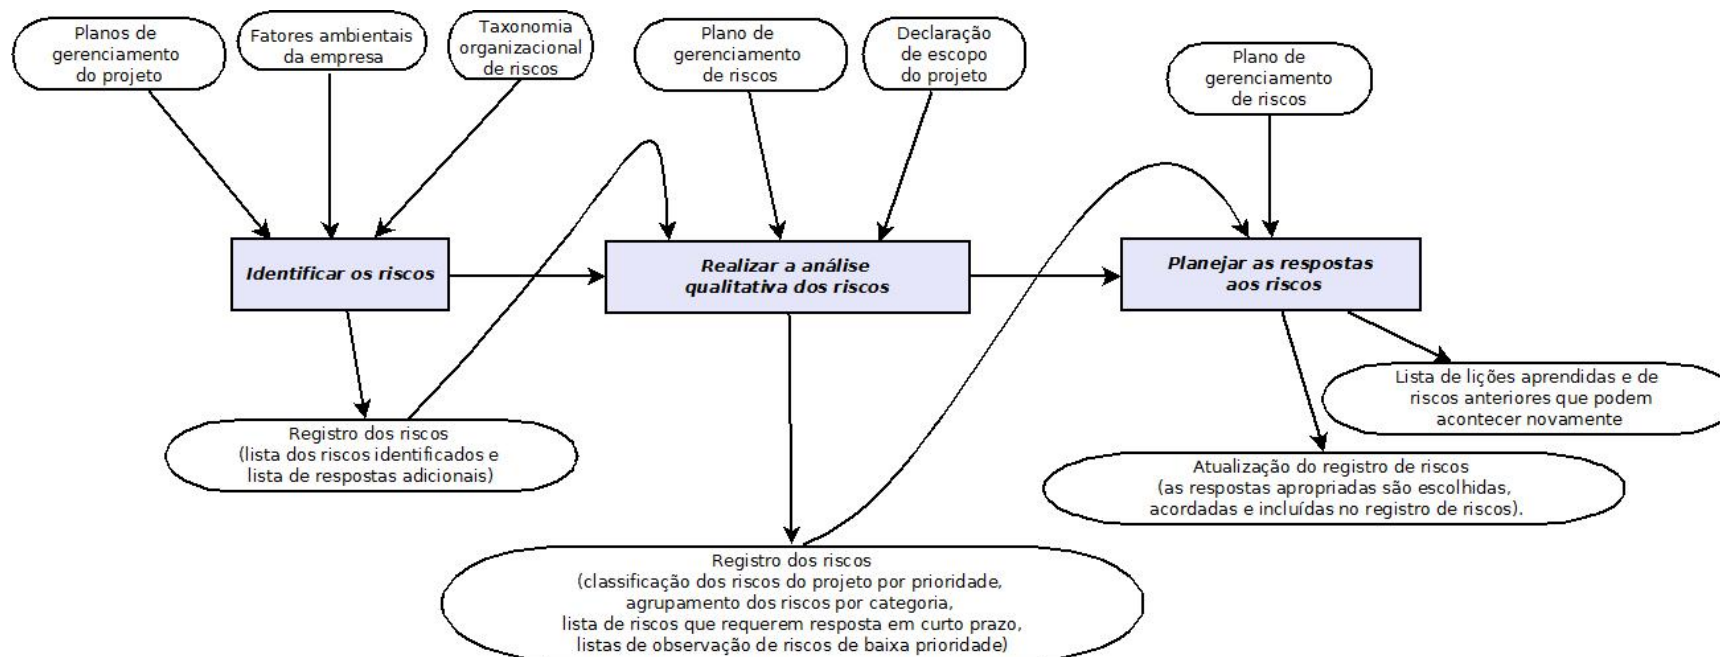 Planos de
gerenciamento
do projeto
Fatores ambientais
da empresa
Taxonomia
organizacional
de riscos
Plano de
gerenciamento
de riscos
Declaração
de escopo
do projeto
Plano de
gerenciamento
de riscos
Identificar os riscos
Realizar a análise
qualitativa dos riscos
Planejar as respostas
aos riscos
Registro dos riscos
(lista dos riscos identificados e
lista de respostas adicionais)
Lista de lições aprendidas e de
riscos anteriores que podem
acontecer novamente
Atualização do registro de riscos
(as respostas apropriadas são escolhidas,
acordadas e incluídas no registro de riscos).
Registro dos riscos
(classificação dos riscos do projeto por prioridade,
agrupamento dos riscos por categoria,
lista de riscos que requerem resposta em curto prazo,
listas de observação de riscos de baixa prioridade)